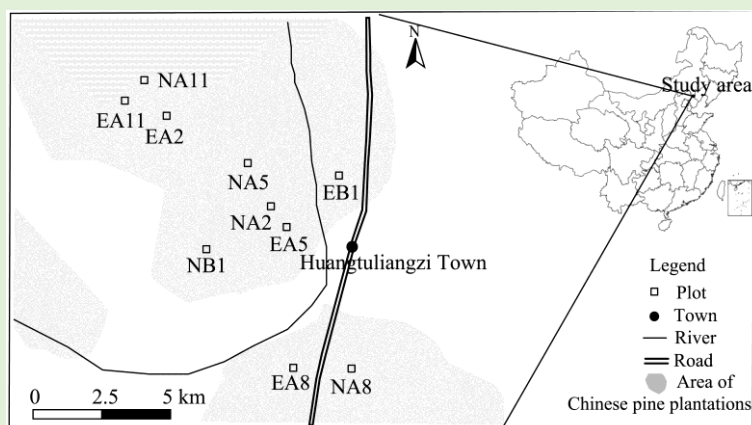 N
Study area
NA11
EA11
EA2
NA5
EB1
NA2
EA5
NB1
Huangtuliangzi Town
Legend
Plot
Town
River
Road
Area of
Chinese pine plantations
EA8
NA8
0 2.5 5 km